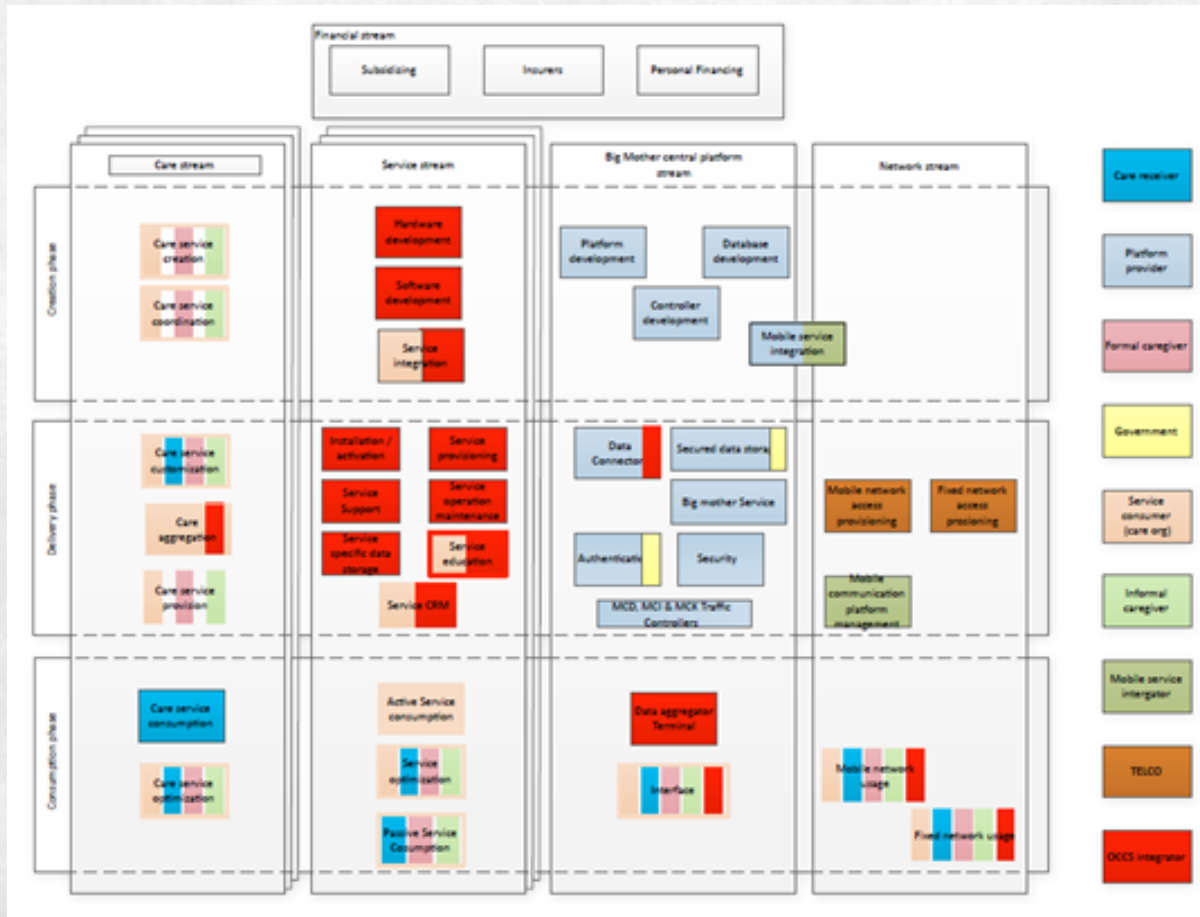 Financial stream
Subsidizing
Insurers
Personal Financing
Care stream
Service stream
Big Mother central platform
stream
Network stream
Creation phase
Care service
creation
Care service
coordination
Hardware
development
Software
development
Service
integration
Platform
development
Database
development
Controller
development
Mobile service
integration
Delivery phase
Care service
customization
Care
aggregation
Care service
provision
Installation /
activation
Service
provisioning
Service
Support
Service
operation
maintenance
Service
specific data
storage
Service
education
Service CRM
Data
Connector
Secured data storag
Big mother Service
Authenticatio
Security
MCD, MCI & MCK Traffic
Controllers
Mobile network
access
provisioning
Fixed network
access
procioning
Mobile
communication
platform
management
Consumption phase
Care service
consumption
Care service
optimization
Active Service
consumption
Service
optimization
Passive Service
Cosumption
Data aggregator
Terminal
Interface
Mobile network
usage
Fixed network usage
Care receiver
Platform
provider
Formal caregiver
Government
Service
consumer
(care org)
Informal
caregiver
Mobile service
intergator
TELCO
OCCS integrator